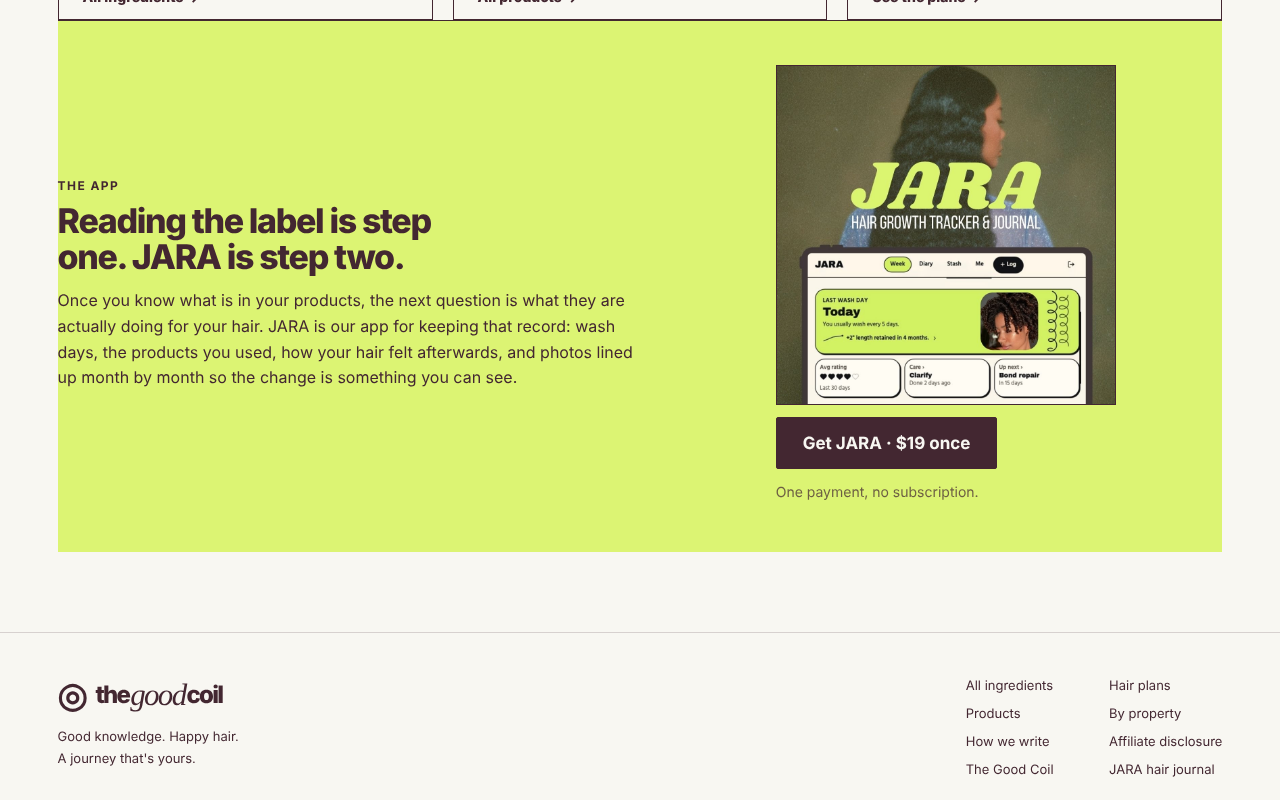 All ingredients →
All products →
See the plans →
THE APP
Reading the label is step
one. JARA is step two.
Once you know what is in your products, the next question is what they are
actually doing for your hair. JARA is our app for keeping that record: wash
days, the products you used, how your hair felt afterwards, and photos lined
up month by month so the change is something you can see.
JARA
HAIR GROWTH TRACKER & JOURNAL
JARA
Week
Diary
Stash
Me
+ Log
LAST WASH DAY
Today
You usually wash every 5 days.
+2" length retained in 4 months. ›
Avg rating
Last 30 days
Care ›
Clarify
Done 2 days ago
Up next ›
Bond repair
In 15 days
Get JARA · $19 once
One payment, no subscription.
thegoodcoil
Good knowledge. Happy hair.
A journey that's yours.
All ingredients
Products
How we write
The Good Coil
Hair plans
By property
Affiliate disclosure
JARA hair journal